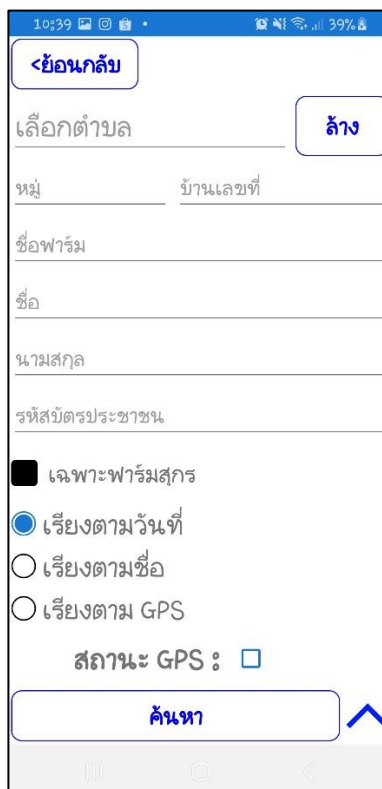 10:39 39%
<ย้อนกลับ
เลือกตำบล ล้าง
หมู่ บ้านเลขที่
ชื่อฟาร์ม
ชื่อ
นามสกุล
รหัสบัตรประชาชน
เฉพาะฟาร์มสุกร
เรียงตามวันที่
เรียงตามชื่อ
เรียงตาม GPS
สถานะ GPS :
ค้นหา